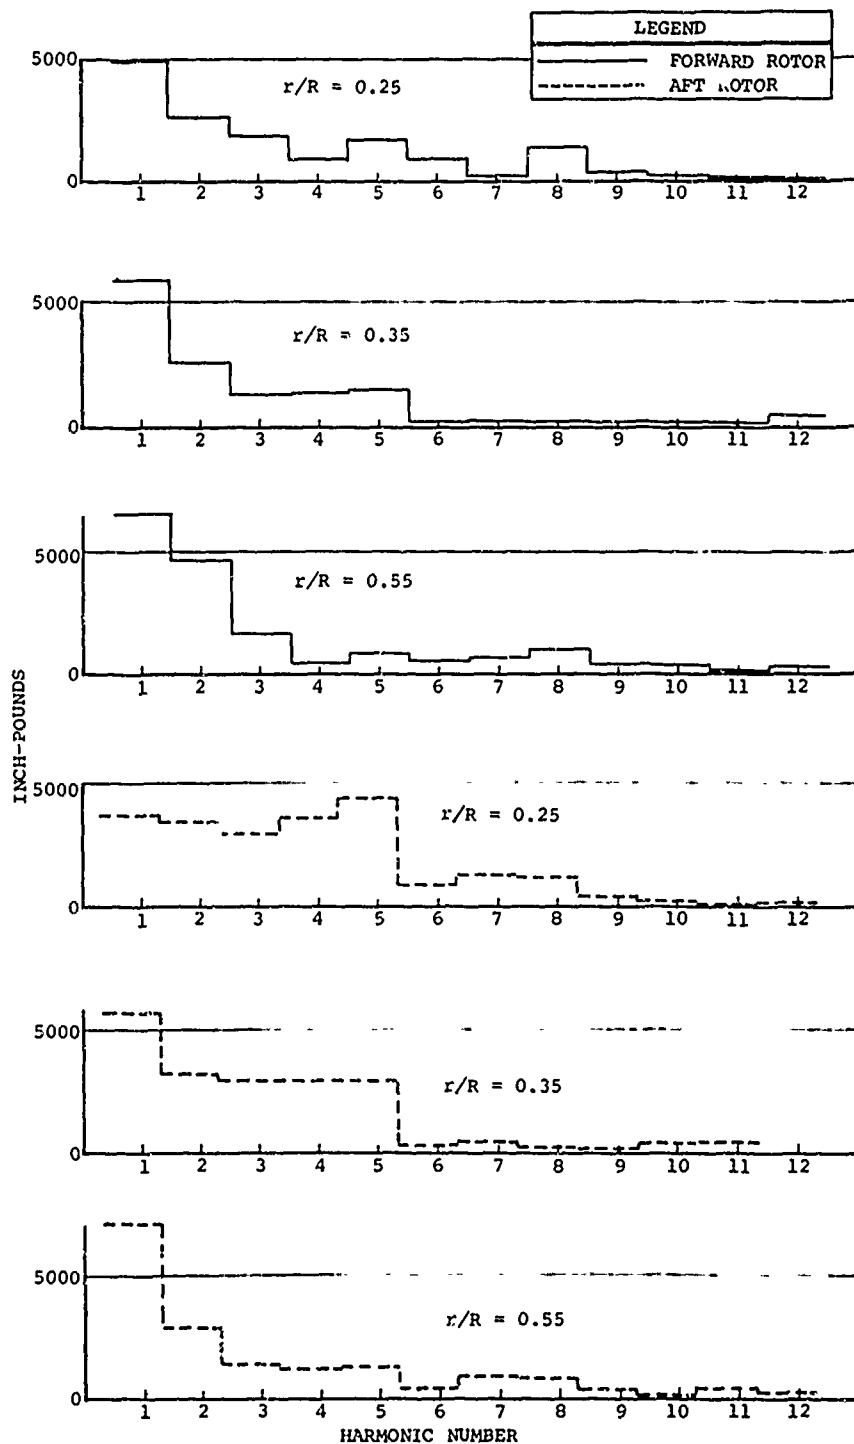 LEGEND
FORWARD ROTOR
AFT ROTOR
5000
r/R = 0.25
0
1 2 3 4 5 6 7 8 9 10 11 12
5000
r/R = 0.35
0
1 2 3 4 5 6 7 8 9 10 11 12
5000
r/R = 0.55
0
1 2 3 4 5 6 7 8 9 10 11 12
INCH-POUNDS
5000
r/R = 0.25
0
1 2 3 4 5 6 7 8 9 10 11 12
5000
r/R = 0.35
0
1 2 3 4 5 6 7 8 9 10 11 12
5000
r/R = 0.55
0
1 2 3 4 5 6 7 8 9 10 11 12
HARMONIC NUMBER